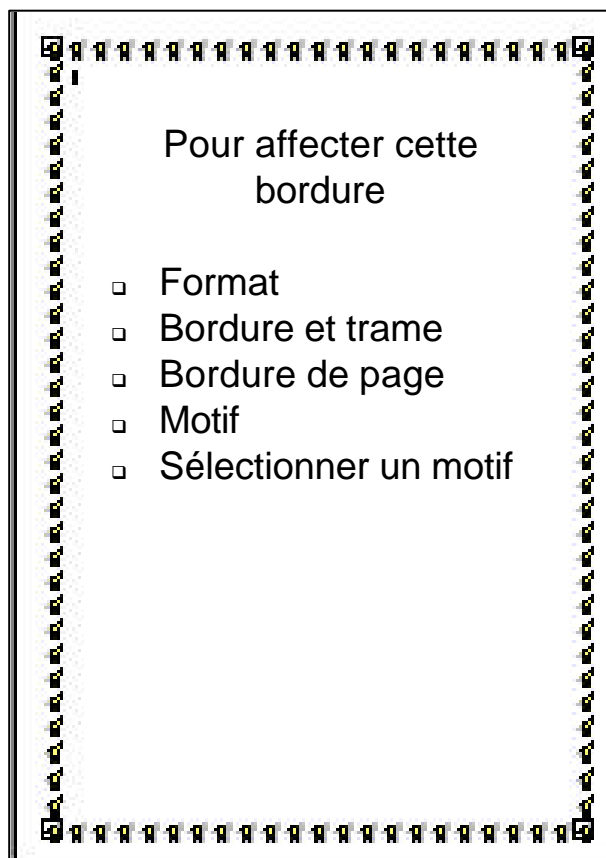 Pour affecter cette
bordure
❑ Format
❑ Bordure et trame
❑ Bordure de page
❑ Motif
❑ Sélectionner un motif